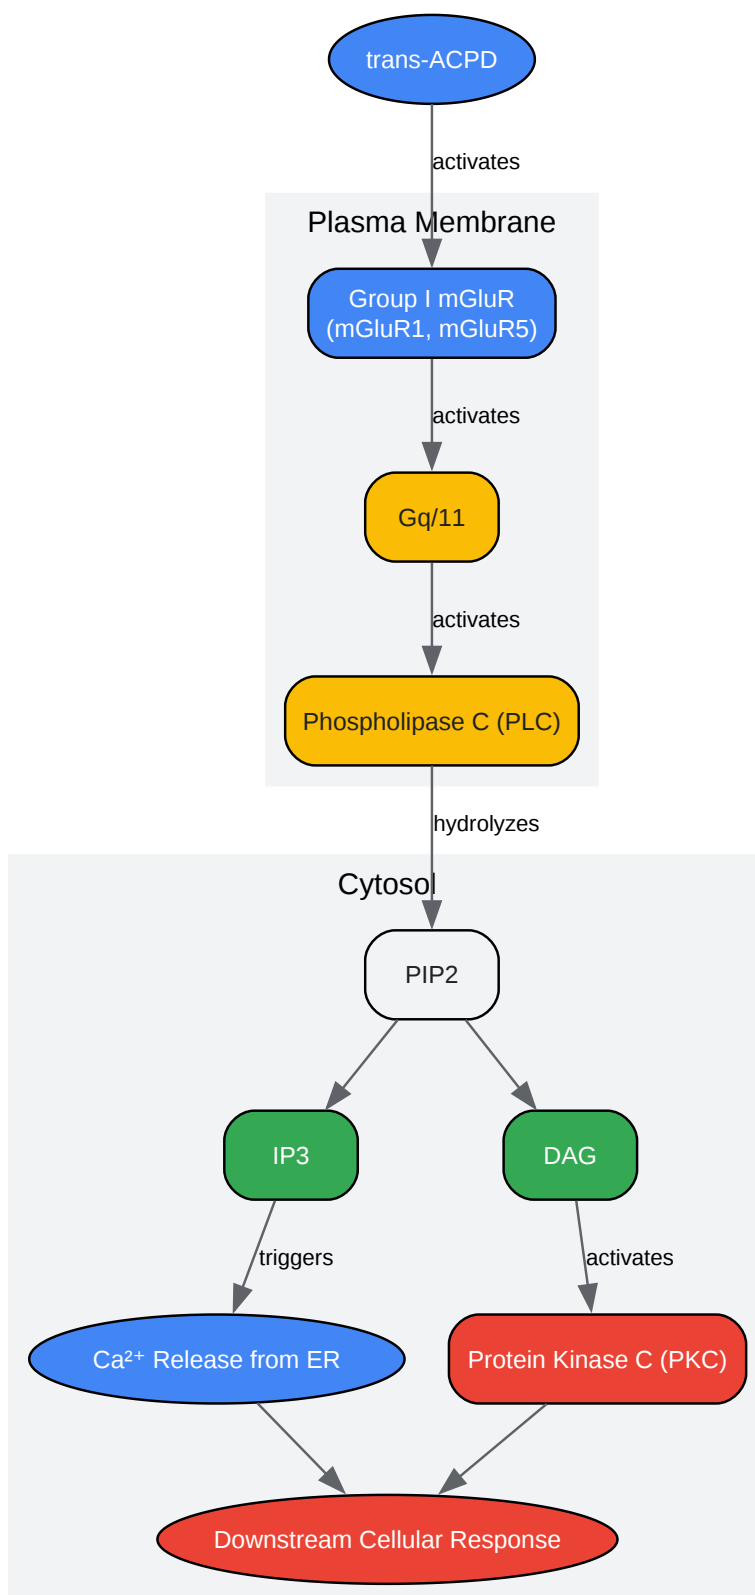 trans-ACPD
activates
Plasma Membrane
Group I mGluR
(mGluR1, mGluR5)
activates
Gq/11
activates
Phospholipase C (PLC)
hydrolyzes
Cytosol
PIP2
IP3
DAG
triggers
activates
Ca²⁺ Release from ER
Protein Kinase C (PKC)
Downstream Cellular Response